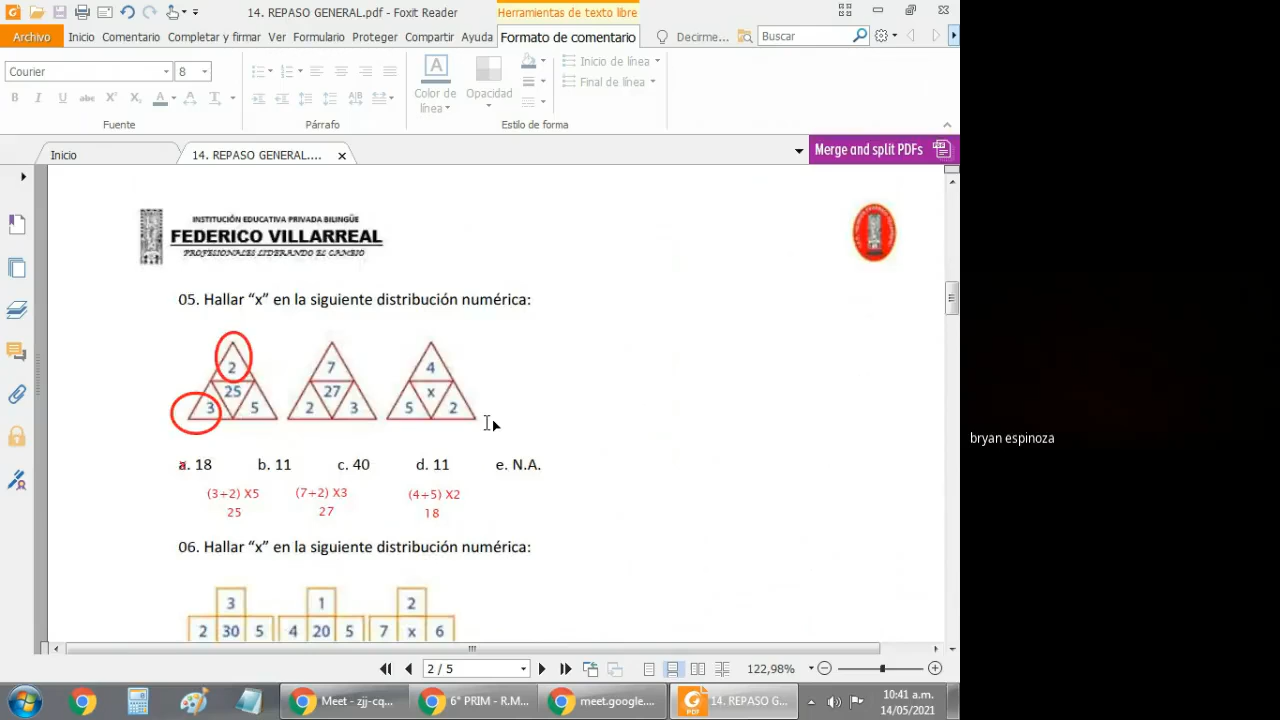 14. REPASO GENERAL.pdf - Foxit Reader
Herramientas de texto libre
Archivo Inicio Comentario Completar y firmar Ver Formulario Proteger Compartir Ayuda Formato de comentario Decirme... Buscar
Courier 8
Inicio de línea
Final de línea
Color de línea
Opacidad
Fuente Párrafo Estilo de forma
Inicio 14. REPASO GENERAL....
Merge and split PDFs
INSTITUCIÓN EDUCATIVA PRIVADA BILINGÜE
FEDERICO VILLARREAL
PROFESIONALES LIDERANDO EL CAMBIO
05. Hallar “x” en la siguiente distribución numérica:
2 7 4
25 27 x
3 5 2 3 5 2
a. 18 b. 11 c. 40 d. 11 e. N.A.
(3+2) X5 (7+2) X3 (4+5) X2
25 27 18
06. Hallar “x” en la siguiente distribución numérica:
3 1 2
2 30 5 4 20 5 7 x 6
bryan espinoza
2 / 5
122,98%
Meet - zjj-cq...
6° PRIM - R.M...
meet.google....
14. REPASO G...
10:41 a.m.
14/05/2021